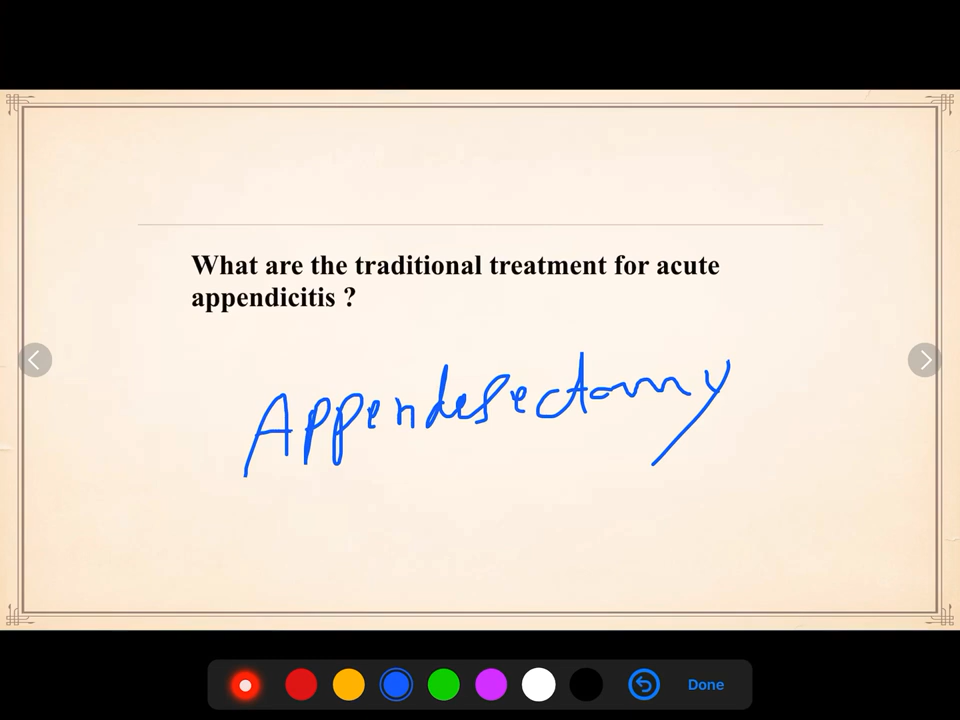 What are the traditional treatment for acute
appendicitis ?
Appendesectomy
Done